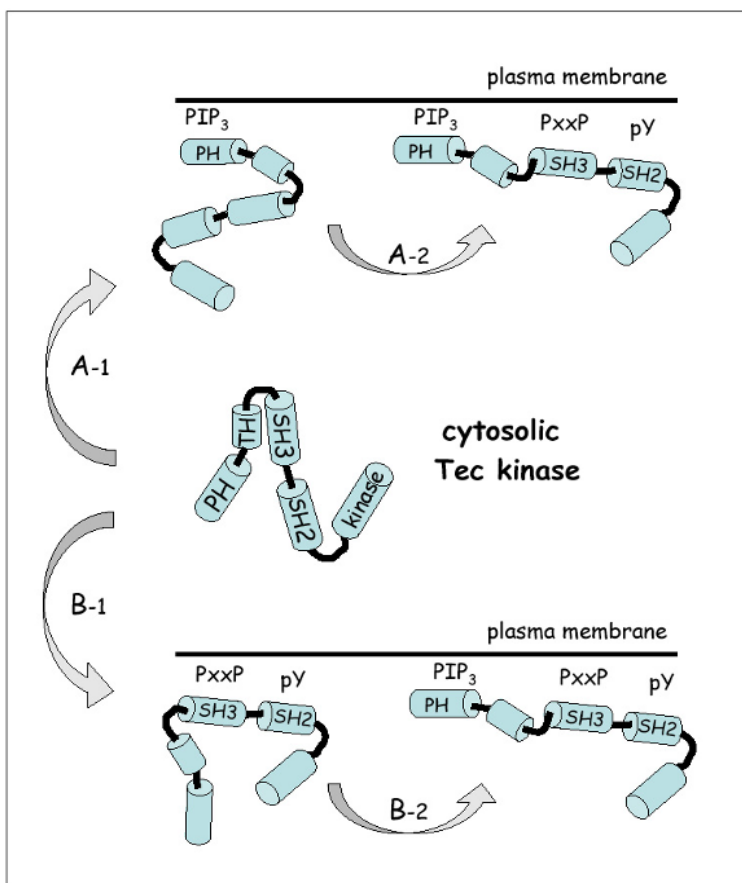 plasma membrane
PIP3 PIP3 PxxP pY
PH PH SH3 SH2
A-2
A-1
TH SH3 cytosolic
PH SH2 kinase Tec kinase
B-1
plasma membrane
PxxP pY PIP3 PxxP pY
SH3 SH2 PH SH3 SH2
B-2